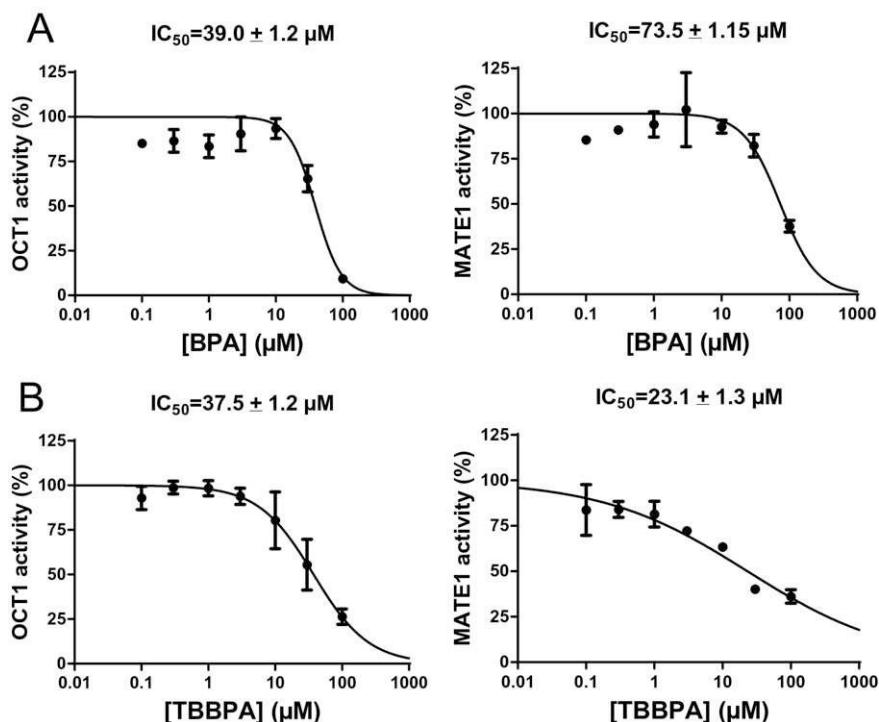 A
IC50=39.0 ± 1.2 µM
OCT1 activity (%)
125
100
75
50
25
0
0.01 0.1 1 10 100 1000
[BPA] (µM)
IC50=73.5 ± 1.15 µM
MATE1 activity (%)
125
100
75
50
25
0
0.01 0.1 1 10 100 1000
[BPA] (µM)
B
IC50=37.5 ± 1.2 µM
OCT1 activity (%)
125
100
75
50
25
0
0.01 0.1 1 10 100 1000
[TBBPA] (µM)
IC50=23.1 ± 1.3 µM
MATE1 activity (%)
125
100
75
50
25
0
0.01 0.1 1 10 100 1000
[TBBPA] (µM)